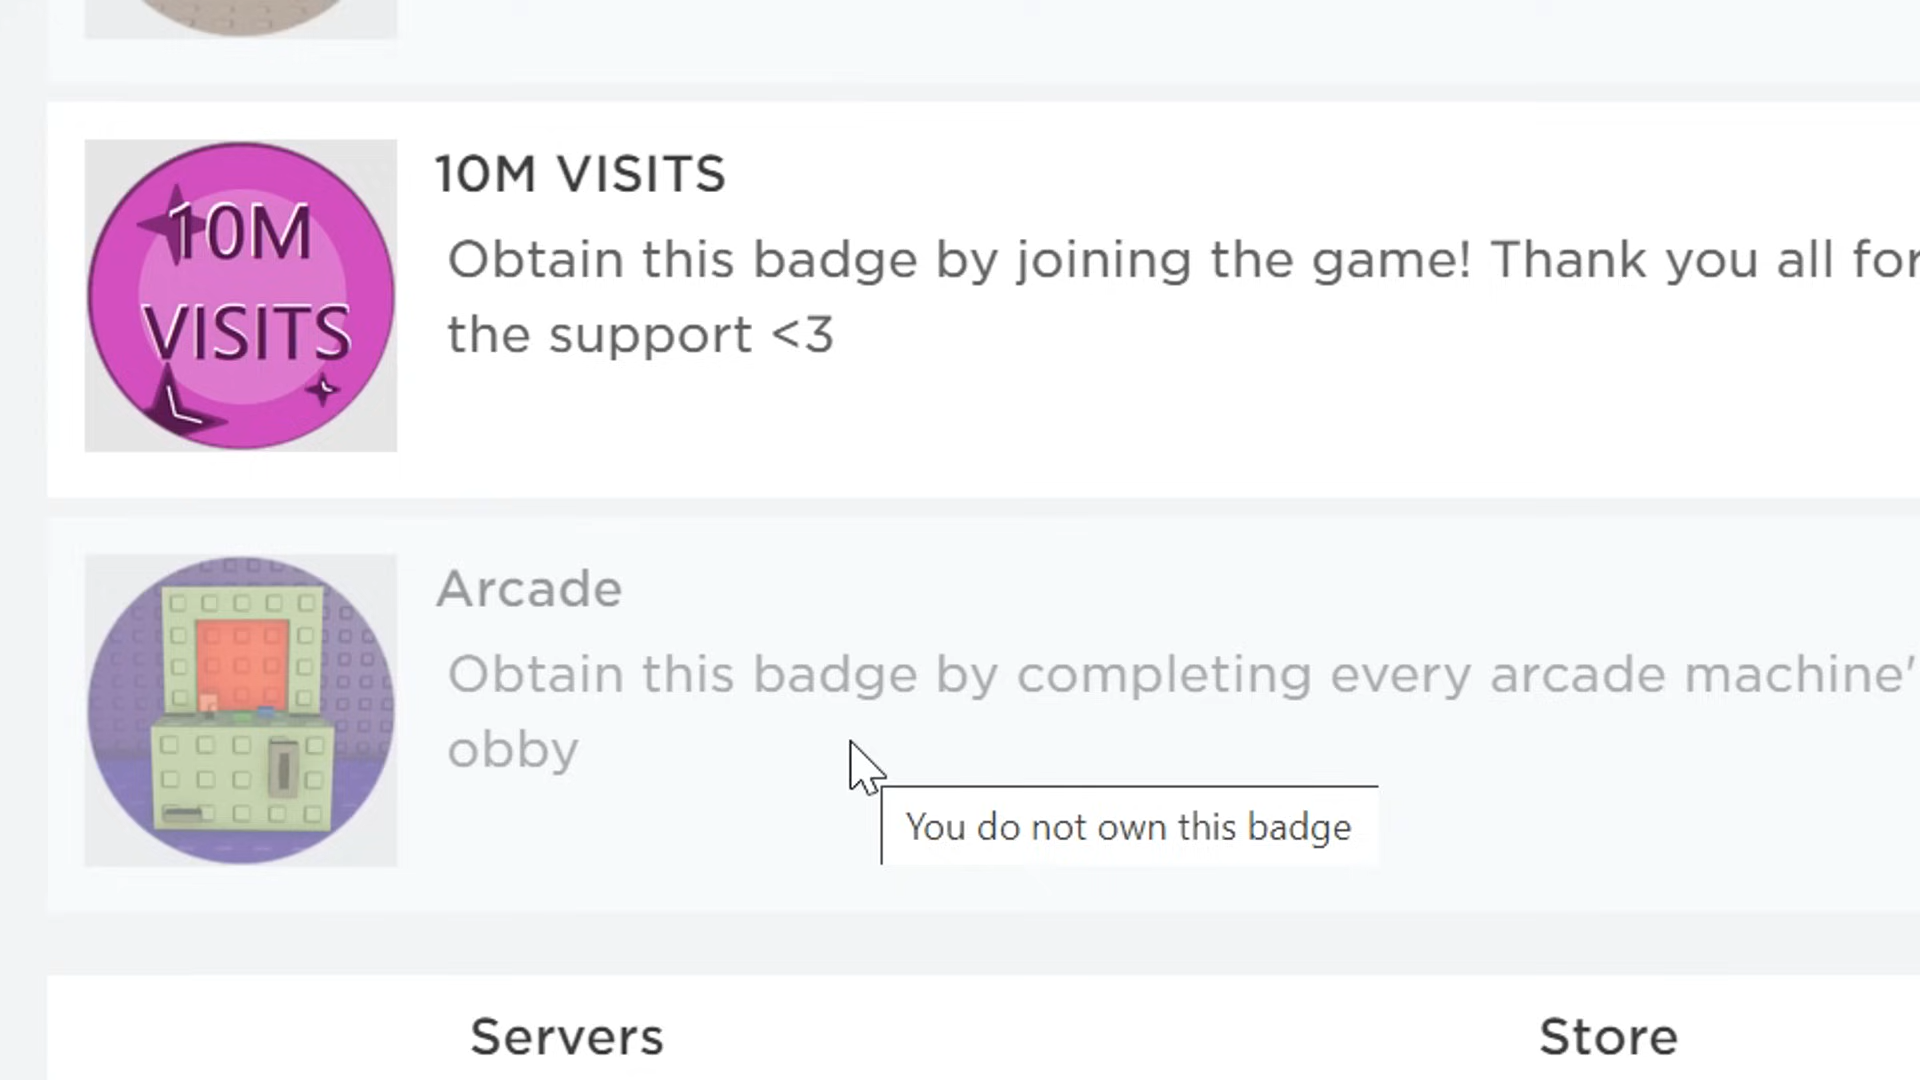 10M
VISITS
10M VISITS
Obtain this badge by joining the game! Thank you all for
the support <3
Arcade
Obtain this badge by completing every arcade machine'
obby
You do not own this badge
Servers
Store